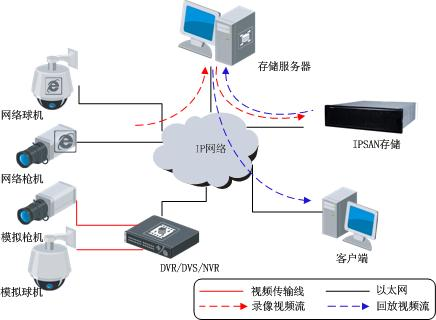 存储服务器
网络球机
IP网络
IPSAN存储
网络枪机
模拟枪机
DVR/DVS/NVR
客户端
模拟球机
视频传输线
以太网
录像视频流
回放视频流